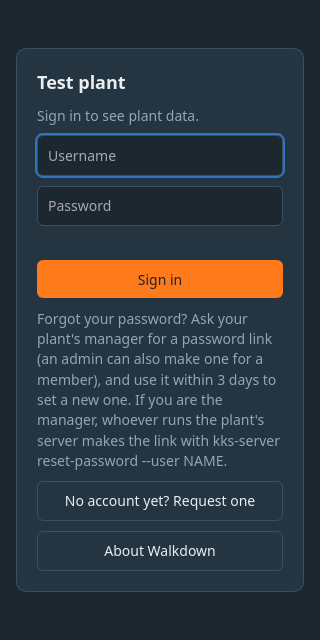 Test plant
Sign in to see plant data.
Username
Password
Sign in
Forgot your password? Ask your
plant's manager for a password link
(an admin can also make one for a
member), and use it within 3 days to
set a new one. If you are the
manager, whoever runs the plant's
server makes the link with kks-server
reset-password --user NAME.
No account yet? Request one
About Walkdown